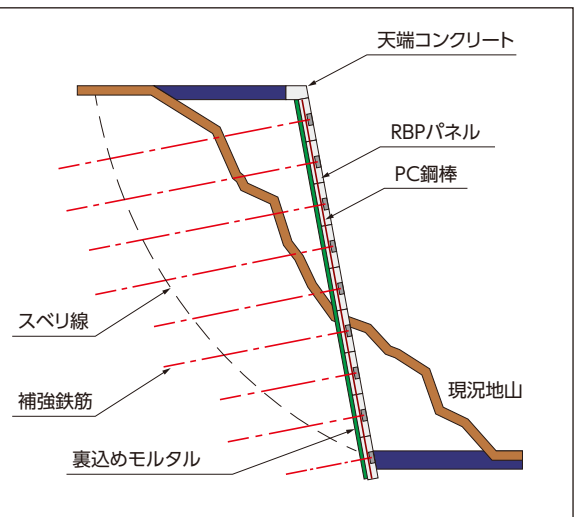 天端コンクリート
RBPパネル
PC鋼棒
スベリ線
補強鉄筋
現況地山
裏込めモルタル